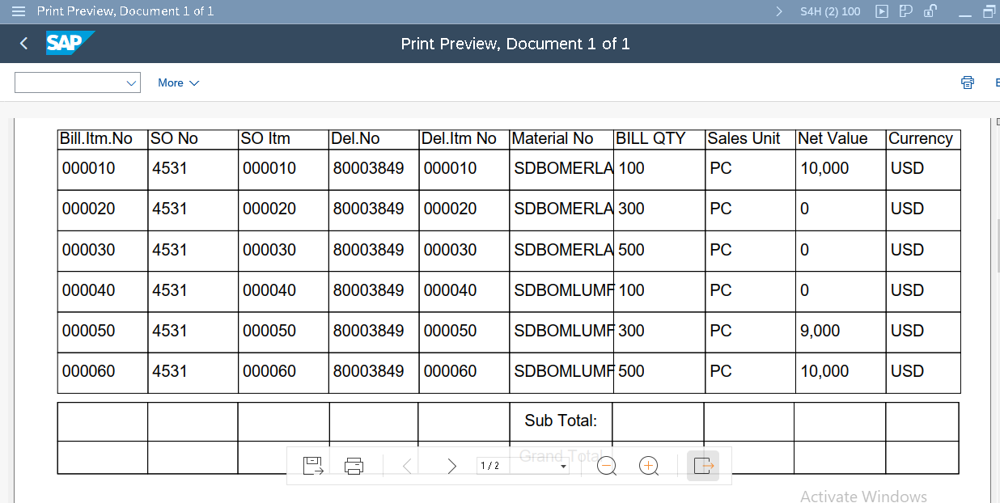 Print Preview, Document 1 of 1
S4H (2) 100
SAP
Print Preview, Document 1 of 1
More
Bill.Itm.No SO No SO Itm Del.No Del.Itm No Material No BILL QTY Sales Unit Net Value Currency
000010 4531 000010 80003849 000010 SDBOMERLA 100 PC 10,000 USD
000020 4531 000020 80003849 000020 SDBOMERLA 300 PC 0 USD
000030 4531 000030 80003849 000030 SDBOMERLA 500 PC 0 USD
000040 4531 000040 80003849 000040 SDBOMLUMF 100 PC 0 USD
000050 4531 000050 80003849 000050 SDBOMLUMF 300 PC 9,000 USD
000060 4531 000060 80003849 000060 SDBOMLUMF 500 PC 10,000 USD
Sub Total:
Grand Total
1 / 2
Activate Windows